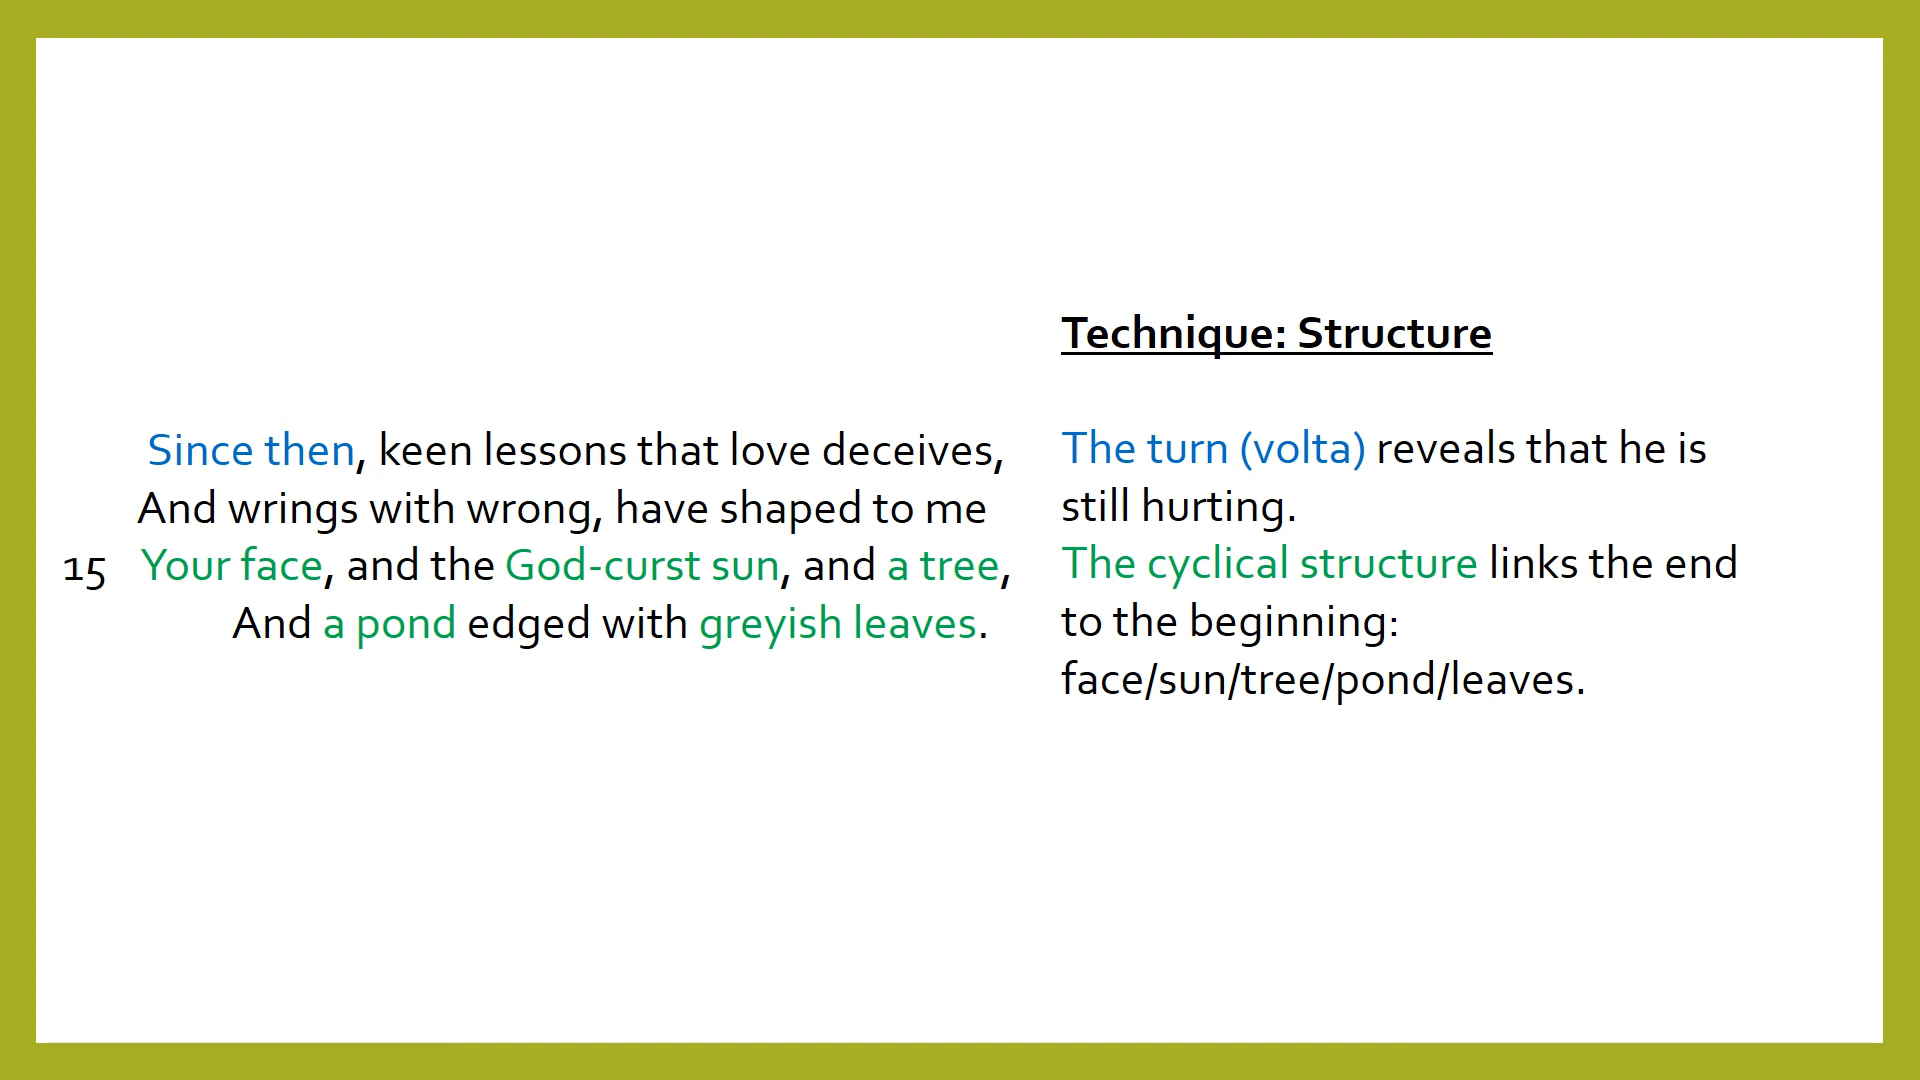 Since then, keen lessons that love deceives,
And wrings with wrong, have shaped to me
15 Your face, and the God-curst sun, and a tree,
And a pond edged with greyish leaves.
Technique: Structure
The turn (volta) reveals that he is
still hurting.
The cyclical structure links the end
to the beginning:
face/sun/tree/pond/leaves.